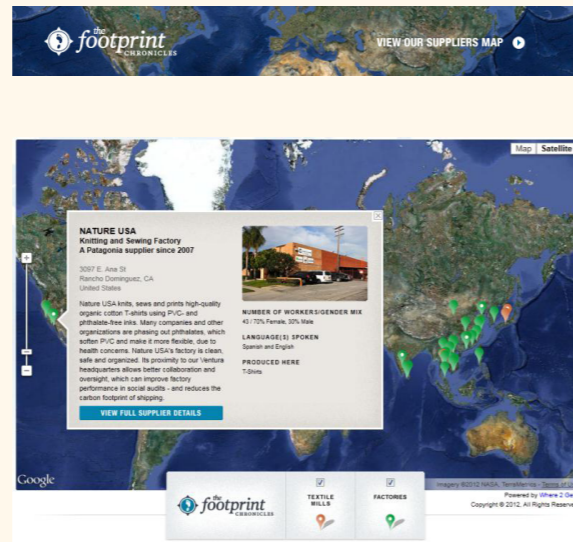 the
footprint
CHRONICLES
VIEW OUR SUPPLIERS MAP
Map Satellite
NATURE USA
Knitting and Sewing Factory
A Patagonia supplier since 2007
3097 E. Ana St
Rancho Dominguez, CA
United States
Nature USA knits, sews and prints high-quality
organic cotton T-shirts using PVC- and
phthalate-free inks. Many companies and other
organizations are phasing out phthalates, which
soften PVC and make it more flexible, due to
health concerns. Nature USA's factory is clean,
safe and organized. Its proximity to our Ventura
headquarters allows better collaboration and
oversight, which can improve factory
performance in social audits - and reduces the
carbon footprint of shipping.
VIEW FULL SUPPLIER DETAILS
NUMBER OF WORKERS/GENDER MIX
43 / 70% Female, 30% Male
LANGUAGE(S) SPOKEN
Spanish and English
PRODUCED HERE
T-Shirts
Google
Imagery ©2012 NASA, TerraMetrics - Terms of U
Powered by Where 2 Ge
Copyright © 2012, All Rights Reserve
the
footprint
CHRONICLES
TEXTILE
MILLS
FACTORIES